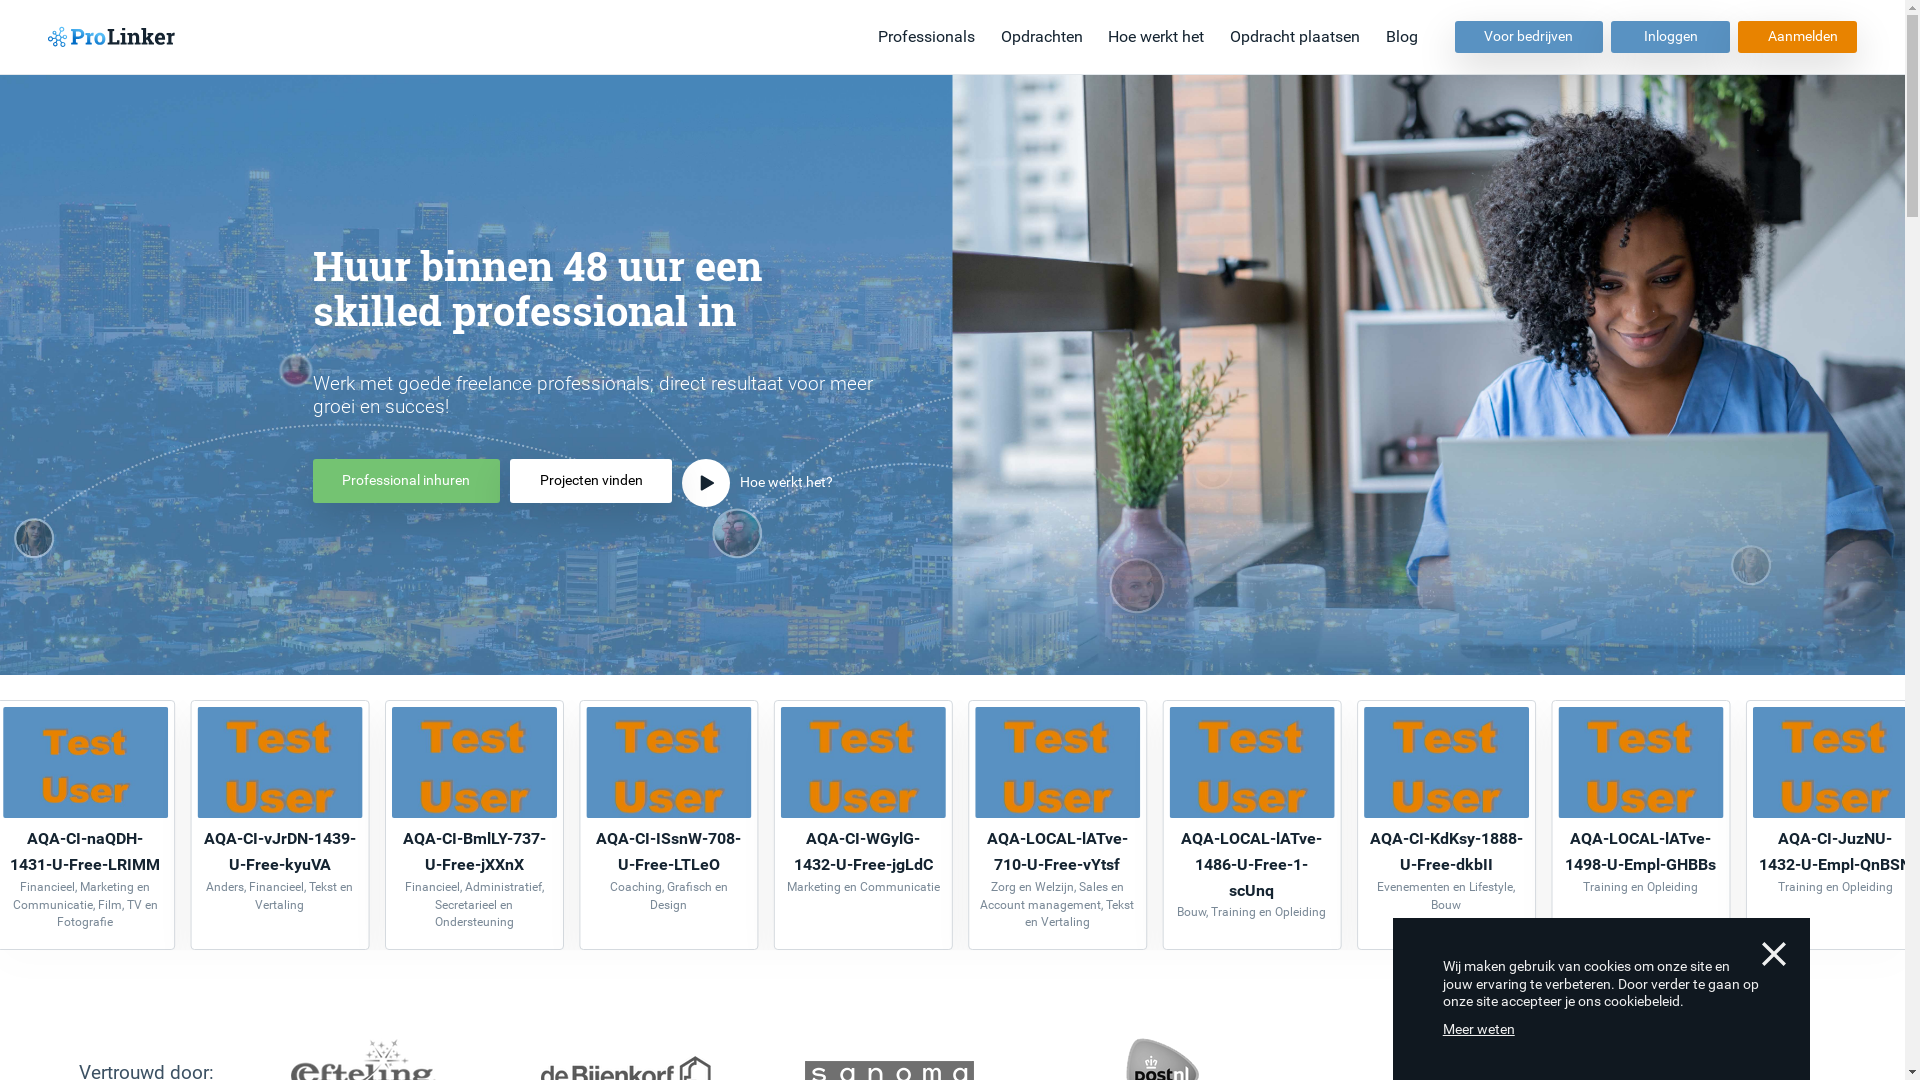 ProLinker
Professionals
Opdrachten
Hoe werkt het
Opdracht plaatsen
Blog
Voor bedrijven
Inloggen
Aanmelden
Huur binnen 48 uur een
skilled professional in
Werk met goede freelance professionals; direct resultaat voor meer
groei en succes!
Professional inhuren
Projecten vinden
Hoe werkt het?
Test
User
AQA-CI-naQDH-
1431-U-Free-LRIMM
Financieel, Marketing en
Communicatie, Film, TV en
Fotografie
Test
User
AQA-CI-vJrDN-1439-
U-Free-kyuVA
Anders, Financieel, Tekst en
Vertaling
Test
User
AQA-CI-BmlLY-737-
U-Free-jXXnX
Financieel, Administratief,
Secretarieel en
Ondersteuning
Test
User
AQA-CI-ISsnW-708-
U-Free-LTLeO
Coaching, Grafisch en
Design
Test
User
AQA-CI-WGylG-
1432-U-Free-jgLdC
Marketing en Communicatie
Test
User
AQA-LOCAL-lATve-
710-U-Free-vYtsf
Zorg en Welzijn, Sales en
Account management, Tekst
en Vertaling
Test
User
AQA-LOCAL-lATve-
1486-U-Free-1-
scUnq
Bouw, Training en Opleiding
Test
User
AQA-CI-KdKsy-1888-
U-Free-dkbII
Evenementen en Lifestyle,
Bouw
Test
User
AQA-LOCAL-lATve-
1498-U-Empl-GHBBs
Training en Opleiding
Test
User
AQA-CI-JuzNU-
1432-U-Empl-QnBSN
Training en Opleiding
Wij maken gebruik van cookies om onze site en
jouw ervaring te verbeteren. Door verder te gaan op
onze site accepteer je ons cookiebeleid.
Meer weten
Vertrouwd door:
efteling
de Bijenkorf
sanoma
postnl